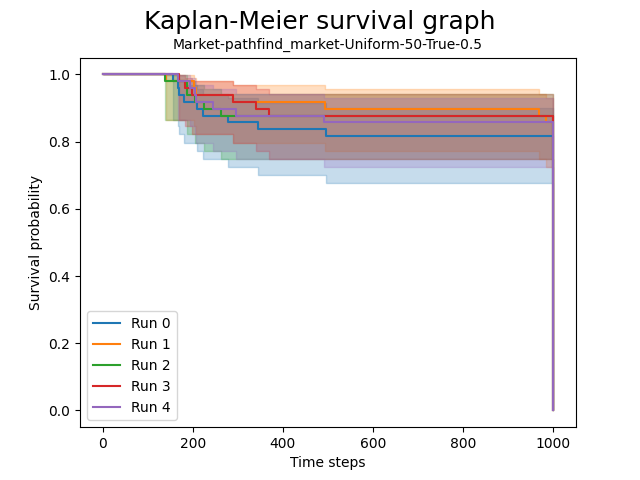 Kaplan-Meier survival graph
Market-pathfind_market-Uniform-50-True-0.5
1.0
0.8
0.6
0.4
0.2
0.0
Survival probability
Run 0
Run 1
Run 2
Run 3
Run 4
0 200 400 600 800 1000
Time steps